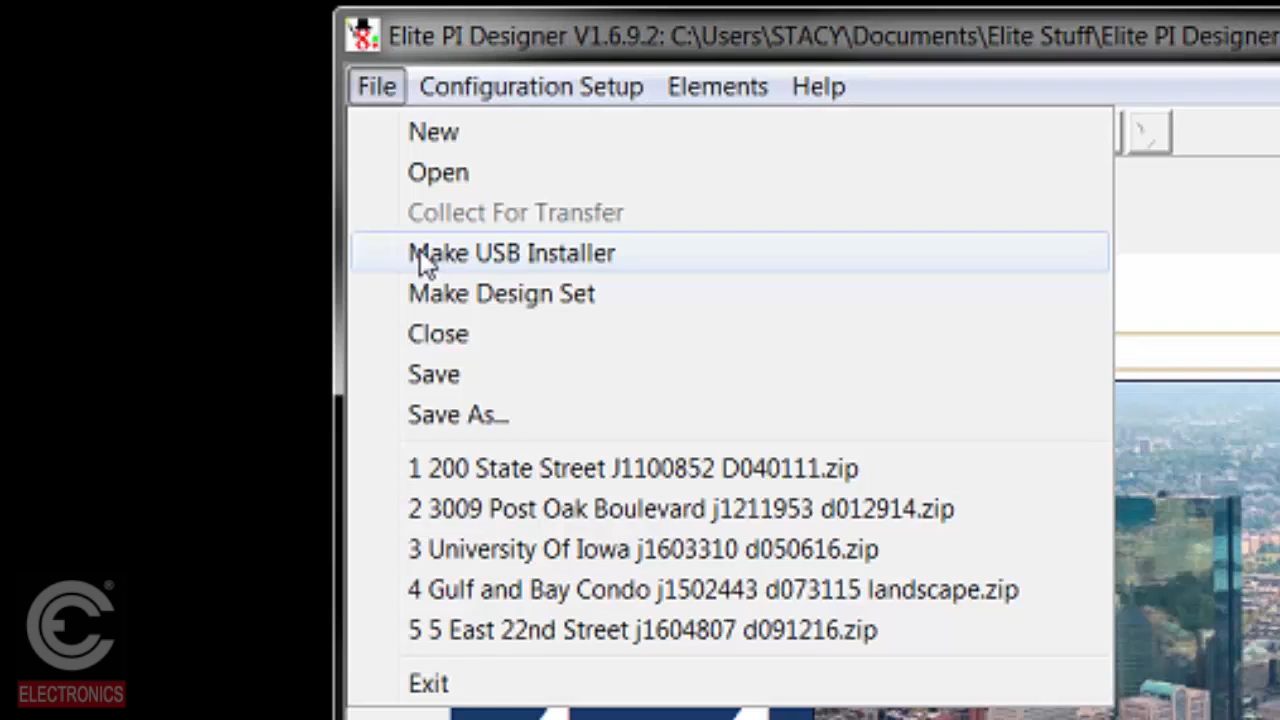 Elite PI Designer V1.6.9.2: C:\Users\STACY\Documents\Elite Stuff\Elite PI Designer
File Configuration Setup Elements Help
New
Open
Collect For Transfer
Make USB Installer
Make Design Set
Close
Save
Save As...
1 200 State Street J1100852 D040111.zip
2 3009 Post Oak Boulevard j1211953 d012914.zip
3 University Of Iowa j1603310 d050616.zip
4 Gulf and Bay Condo j1502443 d073115 landscape.zip
5 5 East 22nd Street j1604807 d091216.zip
Exit
CE®
ELECTRONICS